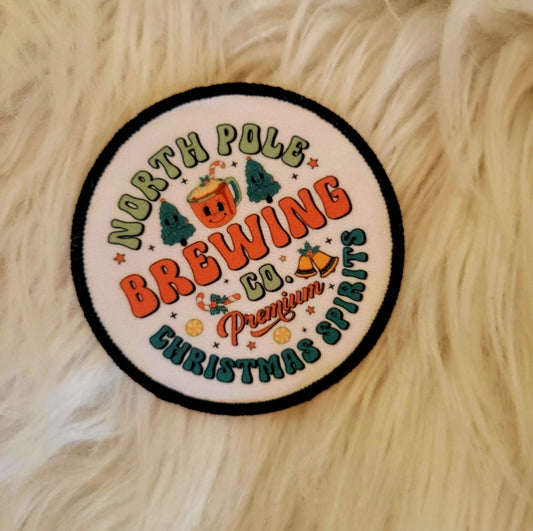 NORTH POLE
BREWING
CO.
Premium
CHRISTMAS SPIRITS